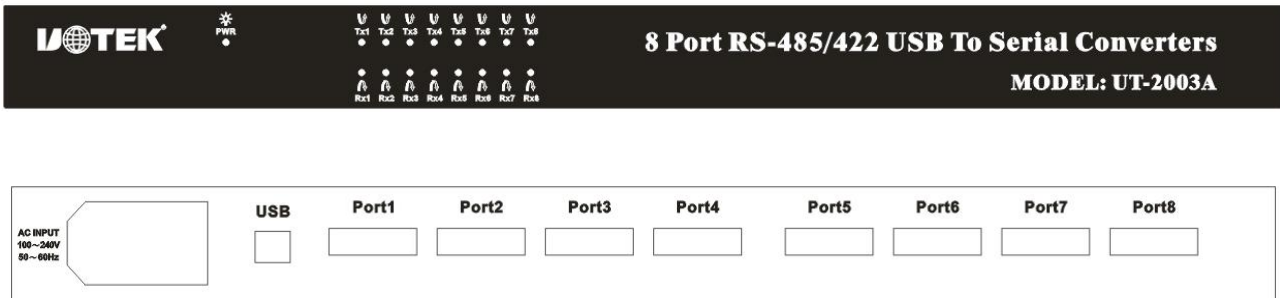 UOTEK®
PWR
Tx1 Tx2 Tx3 Tx4 Tx5 Tx6 Tx7 Tx8
Rx1 Rx2 Rx3 Rx4 Rx5 Rx6 Rx7 Rx8
8 Port RS-485/422 USB To Serial Converters
MODEL: UT-2003A
AC INPUT
100~240V
50~60Hz
USB
Port1 Port2 Port3 Port4 Port5 Port6 Port7 Port8